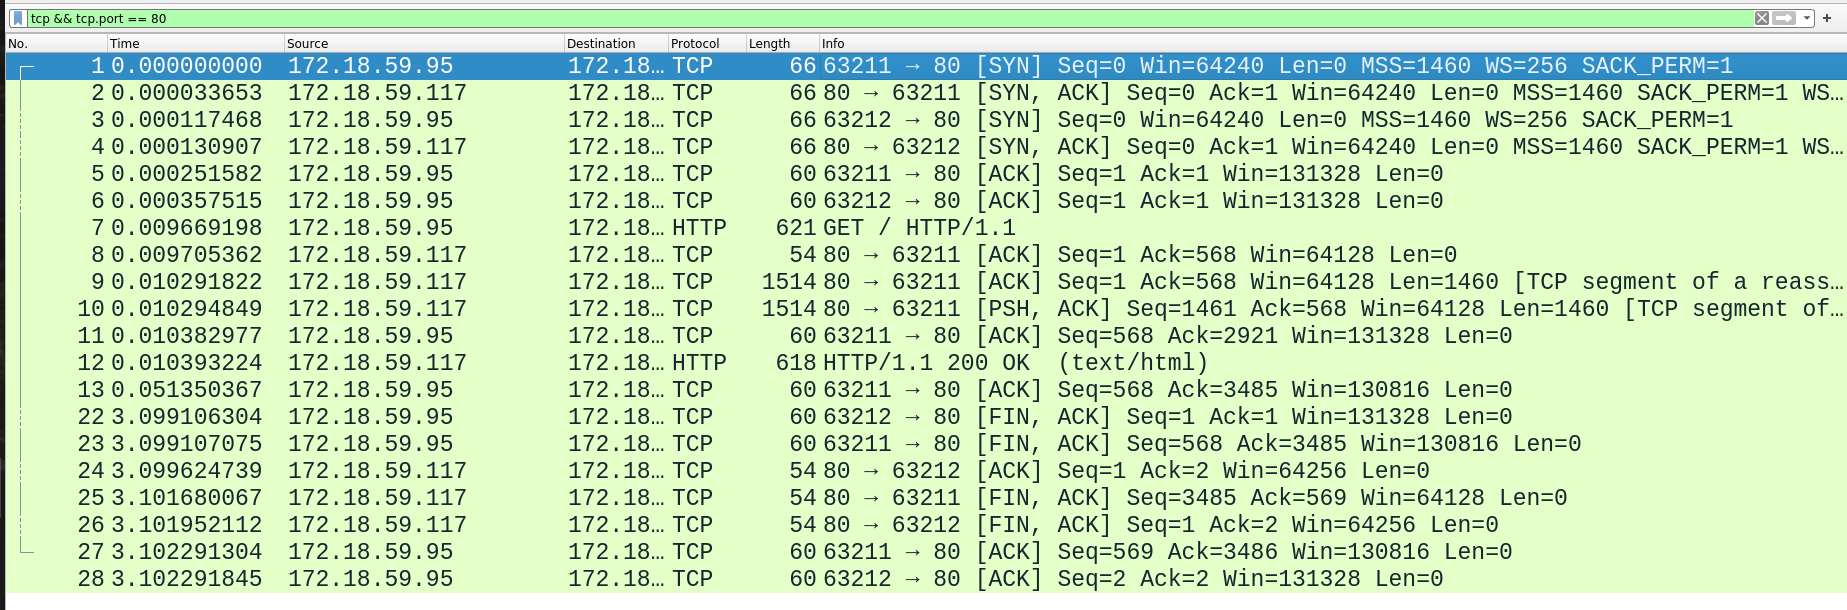 tcp && tcp.port == 80
No. Time Source Destination Protocol Length Info
1 0.000000000 172.18.59.95 172.18… TCP 66 63211 → 80 [SYN] Seq=0 Win=64240 Len=0 MSS=1460 WS=256 SACK_PERM=1
2 0.000033653 172.18.59.117 172.18… TCP 66 80 → 63211 [SYN, ACK] Seq=0 Ack=1 Win=64240 Len=0 MSS=1460 SACK_PERM=1 WS…
3 0.000117468 172.18.59.95 172.18… TCP 66 63212 → 80 [SYN] Seq=0 Win=64240 Len=0 MSS=1460 WS=256 SACK_PERM=1
4 0.000130907 172.18.59.117 172.18… TCP 66 80 → 63212 [SYN, ACK] Seq=0 Ack=1 Win=64240 Len=0 MSS=1460 SACK_PERM=1 WS…
5 0.000251582 172.18.59.95 172.18… TCP 60 63211 → 80 [ACK] Seq=1 Ack=1 Win=131328 Len=0
6 0.000357515 172.18.59.95 172.18… TCP 60 63212 → 80 [ACK] Seq=1 Ack=1 Win=131328 Len=0
7 0.009669198 172.18.59.95 172.18… HTTP 621 GET / HTTP/1.1
8 0.009705362 172.18.59.117 172.18… TCP 54 80 → 63211 [ACK] Seq=1 Ack=568 Win=64128 Len=0
9 0.010291822 172.18.59.117 172.18… TCP 1514 80 → 63211 [ACK] Seq=1 Ack=568 Win=64128 Len=1460 [TCP segment of a reass…
10 0.010294849 172.18.59.117 172.18… TCP 1514 80 → 63211 [PSH, ACK] Seq=1461 Ack=568 Win=64128 Len=1460 [TCP segment of…
11 0.010382977 172.18.59.95 172.18… TCP 60 63211 → 80 [ACK] Seq=568 Ack=2921 Win=131328 Len=0
12 0.010393224 172.18.59.117 172.18… HTTP 618 HTTP/1.1 200 OK  (text/html)
13 0.051350367 172.18.59.95 172.18… TCP 60 63211 → 80 [ACK] Seq=568 Ack=3485 Win=130816 Len=0
22 3.099106304 172.18.59.95 172.18… TCP 60 63212 → 80 [FIN, ACK] Seq=1 Ack=1 Win=131328 Len=0
23 3.099107075 172.18.59.95 172.18… TCP 60 63211 → 80 [FIN, ACK] Seq=568 Ack=3485 Win=130816 Len=0
24 3.099624739 172.18.59.117 172.18… TCP 54 80 → 63212 [ACK] Seq=1 Ack=2 Win=64256 Len=0
25 3.101680067 172.18.59.117 172.18… TCP 54 80 → 63211 [FIN, ACK] Seq=3485 Ack=569 Win=64128 Len=0
26 3.101952112 172.18.59.117 172.18… TCP 54 80 → 63212 [FIN, ACK] Seq=1 Ack=2 Win=64256 Len=0
27 3.102291304 172.18.59.95 172.18… TCP 60 63211 → 80 [ACK] Seq=569 Ack=3486 Win=130816 Len=0
28 3.102291845 172.18.59.95 172.18… TCP 60 63212 → 80 [ACK] Seq=2 Ack=2 Win=131328 Len=0